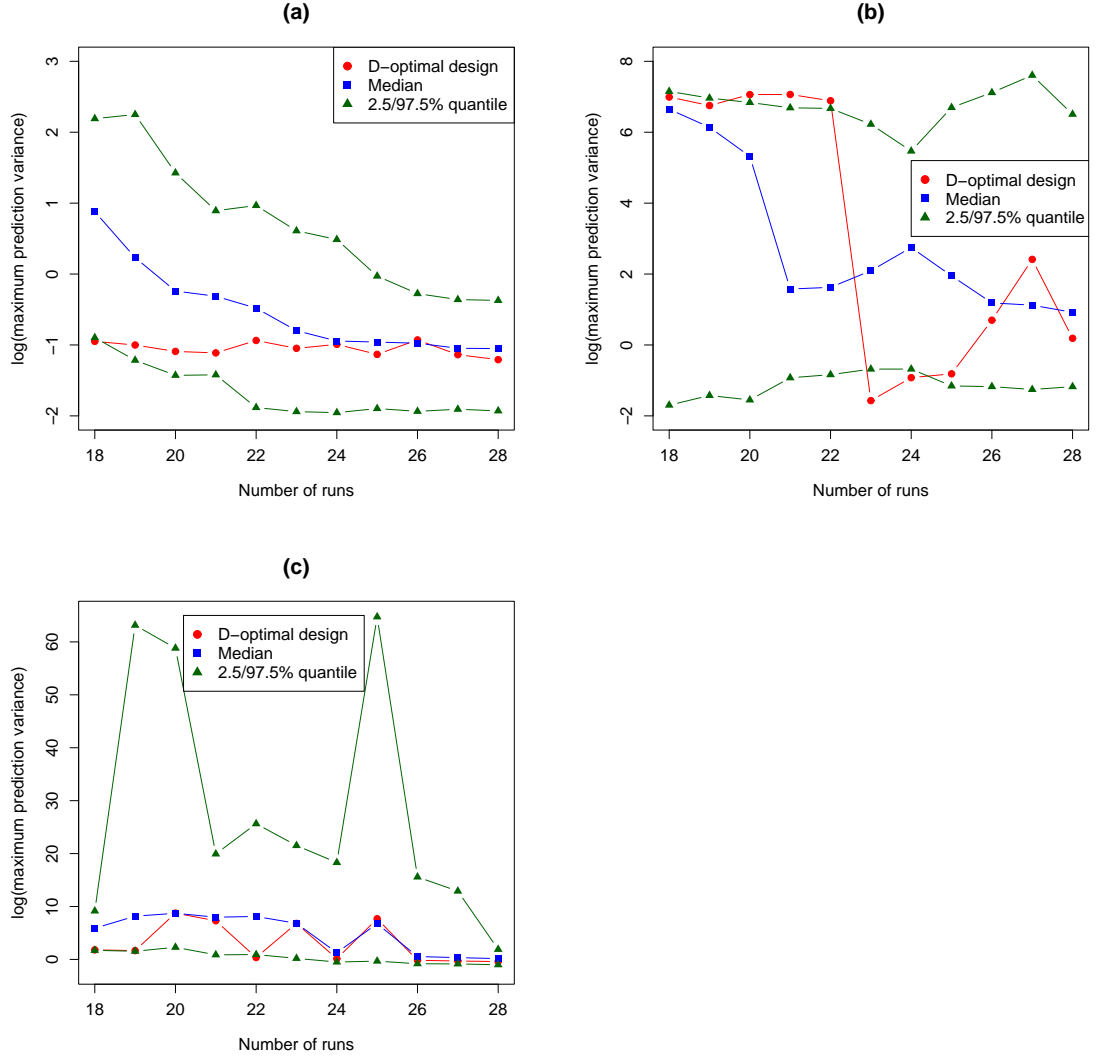 (a)
log(maximum prediction variance)
3
2
1
0
−1
−2
D−optimal design
Median
2.5/97.5% quantile
18 20 22 24 26 28
Number of runs
(b)
log(maximum prediction variance)
8
6
4
2
0
−2
D−optimal design
Median
2.5/97.5% quantile
18 20 22 24 26 28
Number of runs
(c)
log(maximum prediction variance)
60
50
40
30
20
10
0
D−optimal design
Median
2.5/97.5% quantile
18 20 22 24 26 28
Number of runs